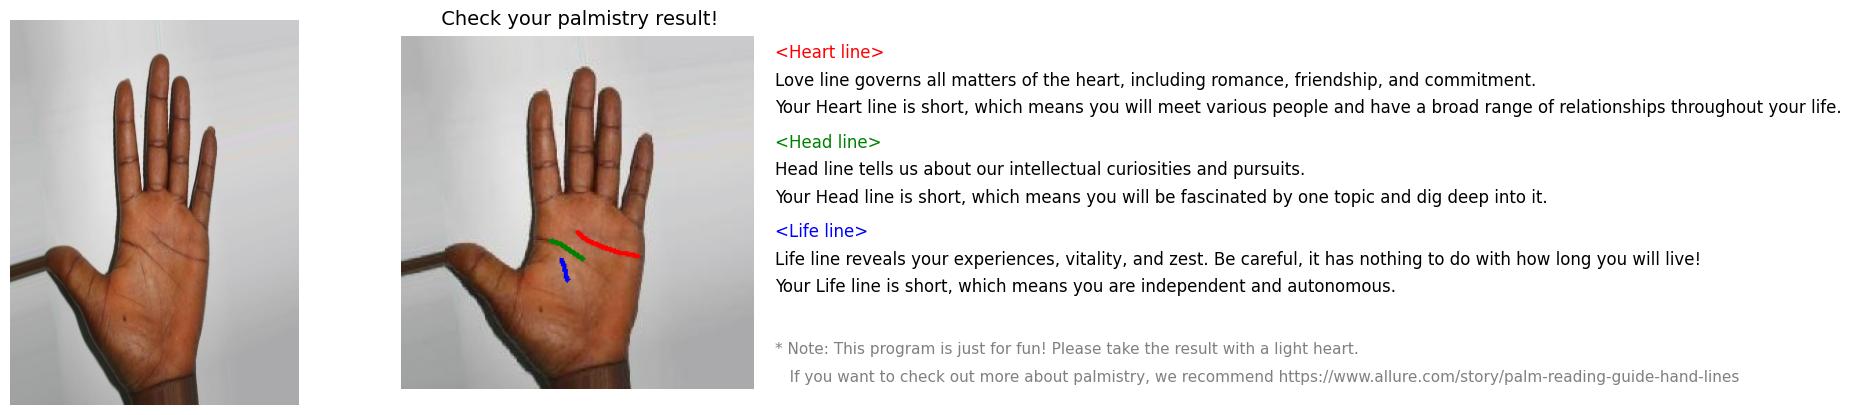 Check your palmistry result!
<Heart line>
Love line governs all matters of the heart, including romance, friendship, and commitment.
Your Heart line is short, which means you will meet various people and have a broad range of relationships throughout your life.
<Head line>
Head line tells us about our intellectual curiosities and pursuits.
Your Head line is short, which means you will be fascinated by one topic and dig deep into it.
<Life line>
Life line reveals your experiences, vitality, and zest. Be careful, it has nothing to do with how long you will live!
Your Life line is short, which means you are independent and autonomous.
* Note: This program is just for fun! Please take the result with a light heart.
If you want to check out more about palmistry, we recommend https://www.allure.com/story/palm-reading-guide-hand-lines